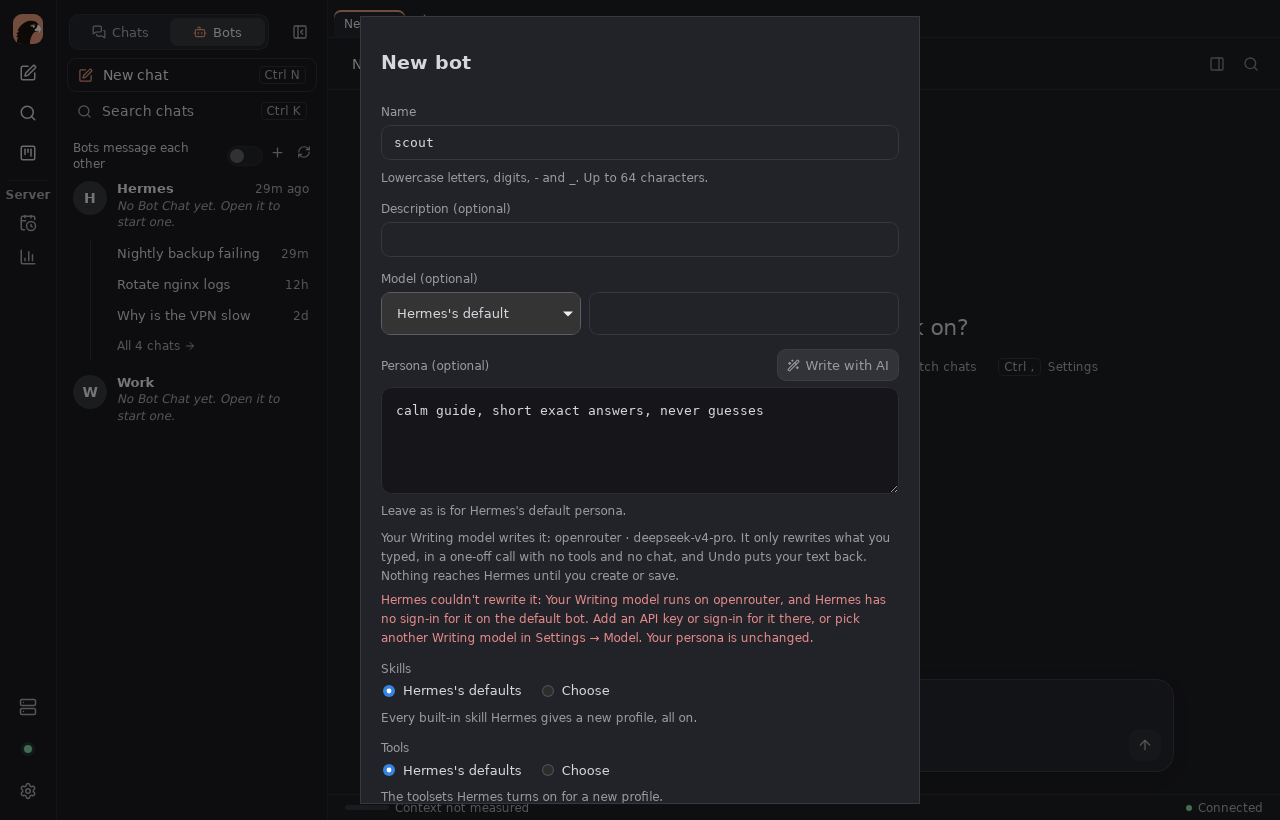 Chats
Bots
New chat
Ctrl N
Search chats
Ctrl K
Bots message each
other
Server
H
Hermes
29m ago
No Bot Chat yet. Open it to
start one.
Nightly backup failing
29m
Rotate nginx logs
12h
Why is the VPN slow
2d
All 4 chats →
W
Work
No Bot Chat yet. Open it to
start one.
Ne
N
New bot
Name
scout
Lowercase letters, digits, - and _. Up to 64 characters.
Description (optional)
Model (optional)
Hermes's default
Persona (optional)
Write with AI
calm guide, short exact answers, never guesses
Leave as is for Hermes's default persona.
Your Writing model writes it: openrouter · deepseek-v4-pro. It only rewrites what you
typed, in a one-off call with no tools and no chat, and Undo puts your text back.
Nothing reaches Hermes until you create or save.
Hermes couldn't rewrite it: Your Writing model runs on openrouter, and Hermes has
no sign-in for it on the default bot. Add an API key or sign-in for it there, or pick
another Writing model in Settings → Model. Your persona is unchanged.
Skills
Hermes's defaults
Choose
Every built-in skill Hermes gives a new profile, all on.
Tools
Hermes's defaults
Choose
The toolsets Hermes turns on for a new profile.
k on?
tch chats
Ctrl ,
Settings
Context not measured
Connected